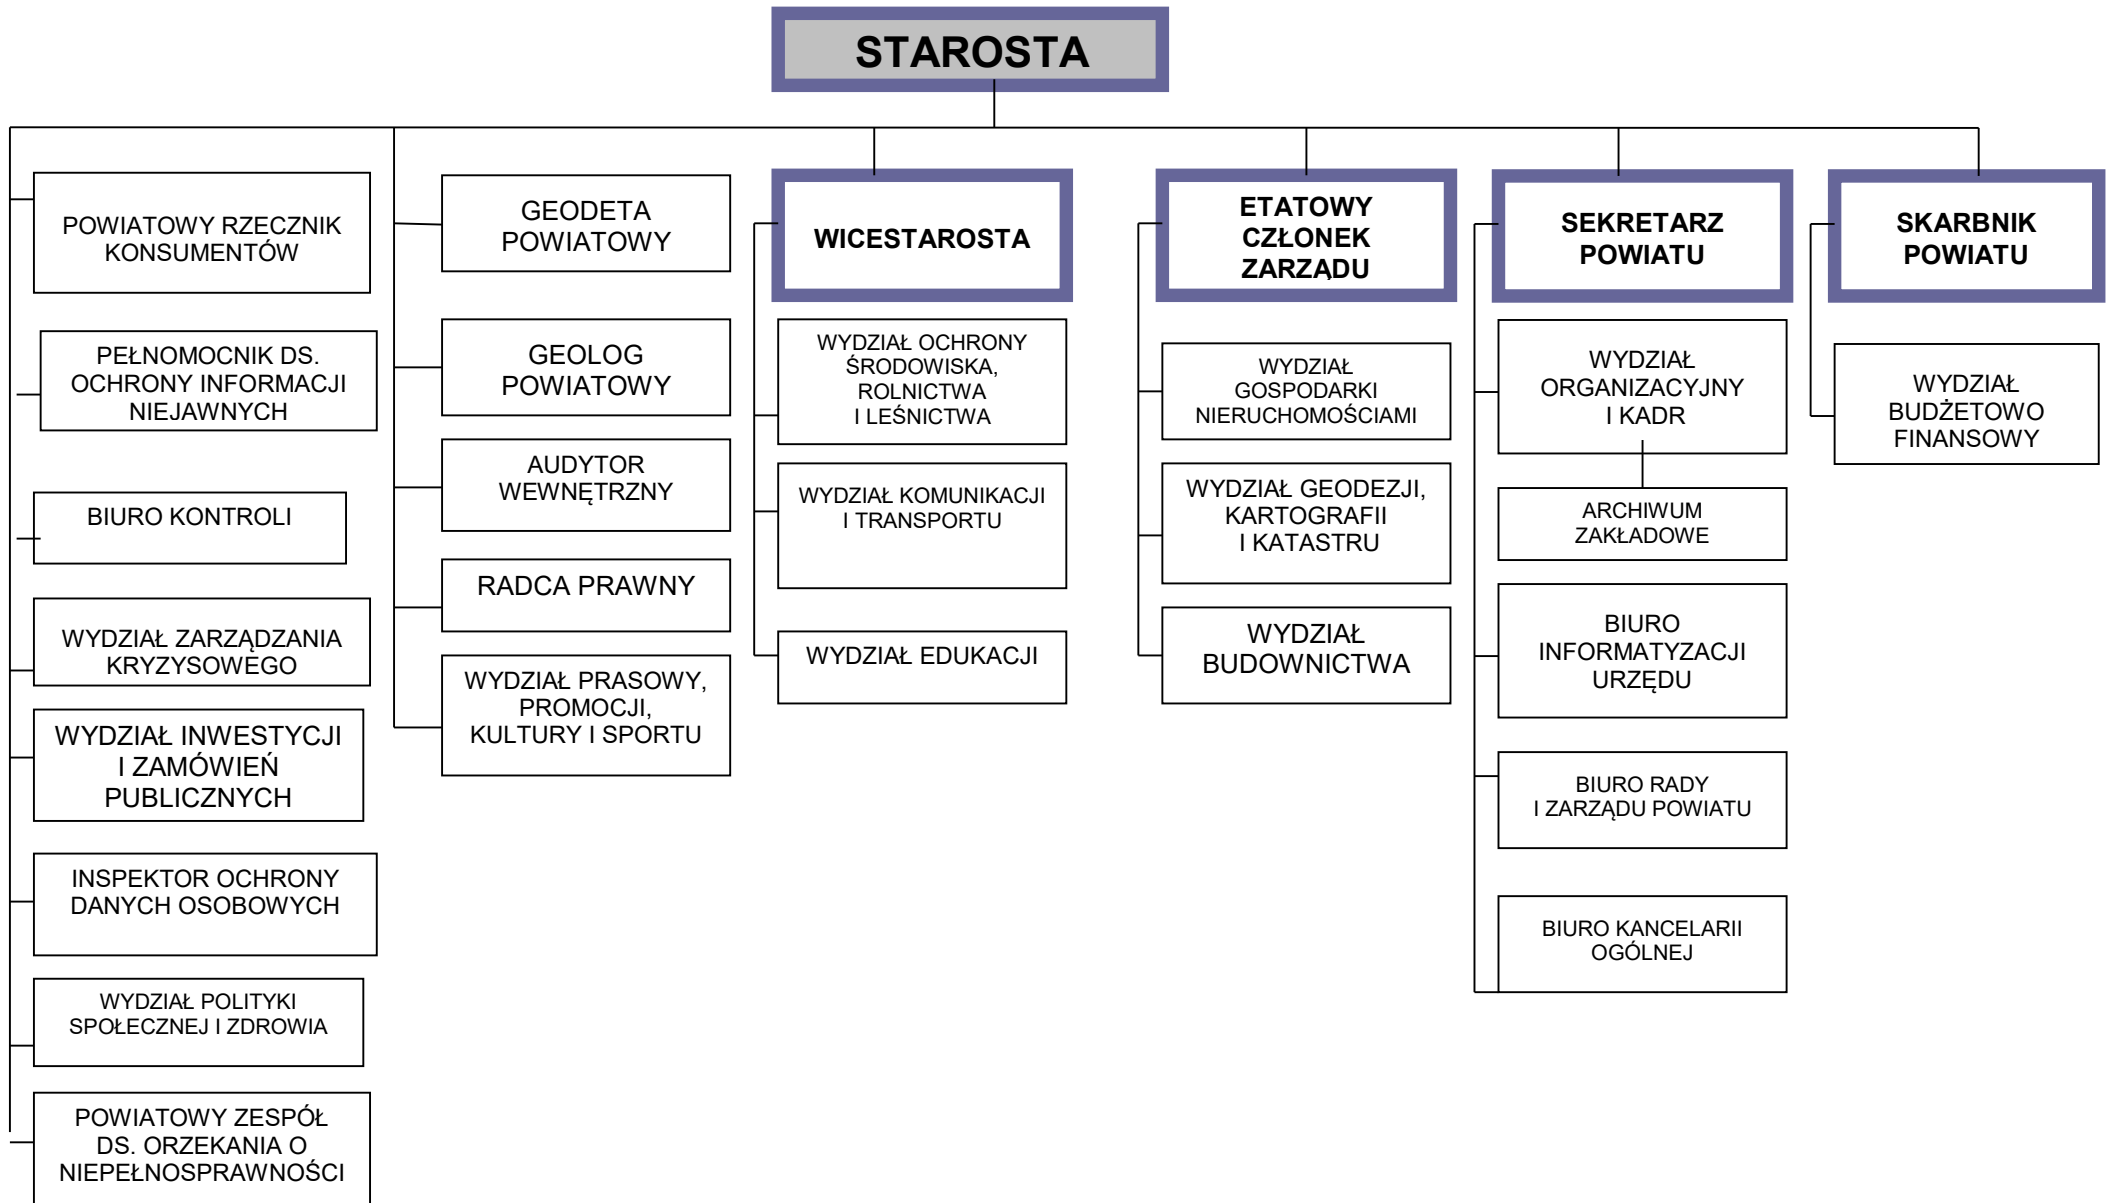 STAROSTA
POWIATOWY RZECZNIK
KONSUMENTÓW
PEŁNOMOCNIK DS.
OCHRONY INFORMACJI
NIEJAWNYCH
BIURO KONTROLI
WYDZIAŁ ZARZĄDZANIA
KRYZYSOWEGO
WYDZIAŁ INWESTYCJI
I ZAMÓWIEŃ
PUBLICZNYCH
INSPEKTOR OCHRONY
DANYCH OSOBOWYCH
WYDZIAŁ POLITYKI
SPOŁECZNEJ I ZDROWIA
POWIATOWY ZESPÓŁ
DS. ORZEKANIA O
NIEPEŁNOSPRAWNOŚCI
GEODETA
POWIATOWY
GEOLOG
POWIATOWY
AUDYTOR
WEWNĘTRZNY
RADCA PRAWNY
WYDZIAŁ PRASOWY,
PROMOCJI,
KULTURY I SPORTU
WICESTAROSTA
WYDZIAŁ OCHRONY
ŚRODOWISKA,
ROLNICTWA
I LEŚNICTWA
WYDZIAŁ KOMUNIKACJI
I TRANSPORTU
WYDZIAŁ EDUKACJI
ETATOWY
CZŁONEK
ZARZĄDU
WYDZIAŁ
GOSPODARKI
NIERUCHOMOŚCIAMI
WYDZIAŁ GEODEZJI,
KARTOGRAFII
I KATASTRU
WYDZIAŁ
BUDOWNICTWA
SEKRETARZ
POWIATU
WYDZIAŁ
ORGANIZACYJNY
I KADR
ARCHIWUM
ZAKŁADOWE
BIURO
INFORMATYZACJI
URZĘDU
BIURO RADY
I ZARZĄDU POWIATU
BIURO KANCELARII
OGÓLNEJ
SKARBNIK
POWIATU
WYDZIAŁ
BUDŻETOWO
FINANSOWY